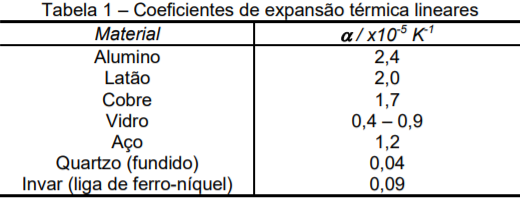 Tabela 1 – Coeficientes de expansão térmica lineares
Material α / x10⁻⁵ K⁻¹
Alumino 2,4
Latão 2,0
Cobre 1,7
Vidro 0,4 – 0,9
Aço 1,2
Quartzo (fundido) 0,04
Invar (liga de ferro-níquel) 0,09